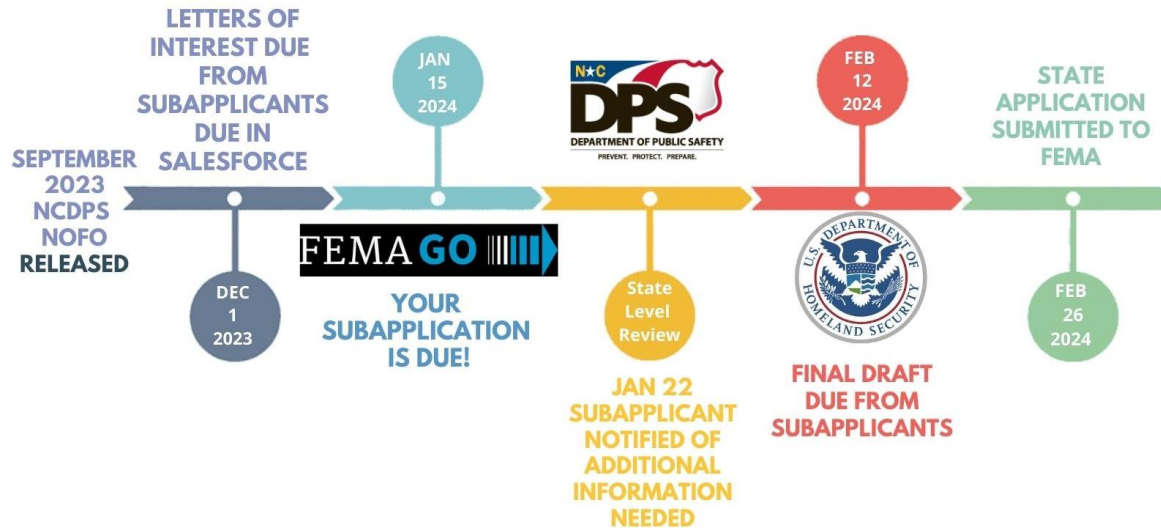 SEPTEMBER
2023
NCDPS
NOFO
RELEASED
LETTERS OF
INTEREST DUE
FROM
SUBAPPLICANTS
DUE IN
SALESFORCE
DEC
1
2023
JAN
15
2024
FEMA GO
YOUR
SUBAPPLICATION
IS DUE!
N★C
DPS
DEPARTMENT OF PUBLIC SAFETY
PREVENT. PROTECT. PREPARE.
State
Level
Review
JAN 22
SUBAPPLICANT
NOTIFIED OF
ADDITIONAL
INFORMATION
NEEDED
FEB
12
2024
U.S. DEPARTMENT OF
HOMELAND SECURITY
FINAL DRAFT
DUE FROM
SUBAPPLICANTS
STATE
APPLICATION
SUBMITTED TO
FEMA
FEB
26
2024